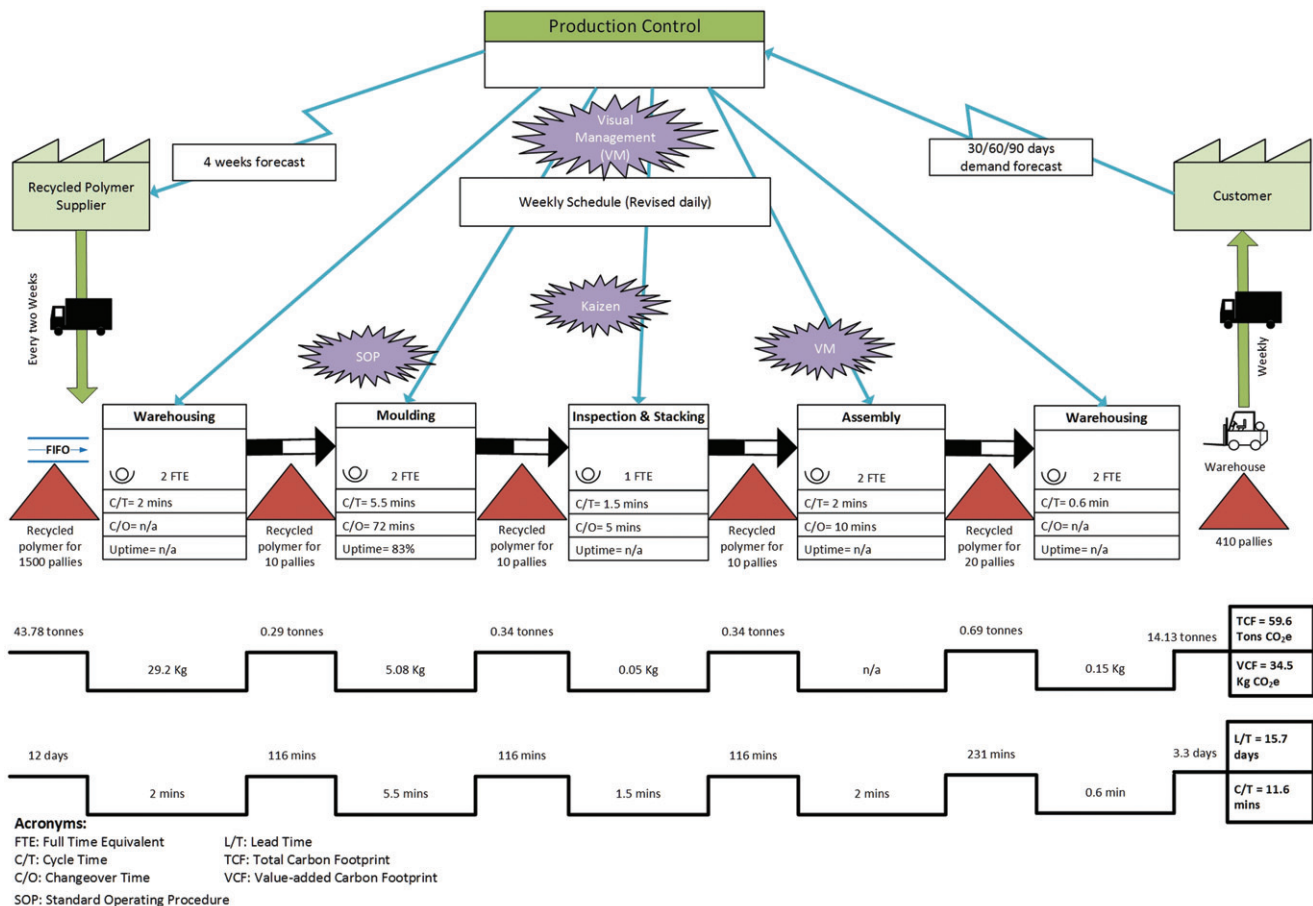 Production Control
Visual
Management
(VM)
4 weeks forecast
30/60/90 days
demand forecast
Recycled Polymer
Supplier
Customer
Weekly Schedule (Revised daily)
Every two Weeks
Weekly
Kaizen
SOP
VM
FIFO
Recycled
polymer for
1500 pallies
Warehousing
2 FTE
C/T= 2 mins
C/O= n/a
Uptime= n/a
Recycled
polymer for
10 pallies
Moulding
2 FTE
C/T= 5.5 mins
C/O= 72 mins
Uptime= 83%
Recycled
polymer for
10 pallies
Inspection & Stacking
1 FTE
C/T= 1.5 mins
C/O= 5 mins
Uptime= n/a
Recycled
polymer for
10 pallies
Assembly
2 FTE
C/T= 2 mins
C/O= 10 mins
Uptime= n/a
Recycled
polymer for
20 pallies
Warehousing
2 FTE
C/T= 0.6 min
C/O= n/a
Uptime= n/a
Warehouse
410 pallies
43.78 tonnes
29.2 Kg
0.29 tonnes
5.08 Kg
0.34 tonnes
0.05 Kg
0.34 tonnes
n/a
0.69 tonnes
0.15 Kg
14.13 tonnes
TCF = 59.6
Tons CO₂e
VCF = 34.5
Kg CO₂e
12 days
2 mins
116 mins
5.5 mins
116 mins
1.5 mins
116 mins
2 mins
231 mins
0.6 min
3.3 days
L/T = 15.7
days
C/T = 11.6
mins
Acronyms:
FTE: Full Time Equivalent
L/T: Lead Time
C/T: Cycle Time
TCF: Total Carbon Footprint
C/O: Changeover Time
VCF: Value-added Carbon Footprint
SOP: Standard Operating Procedure